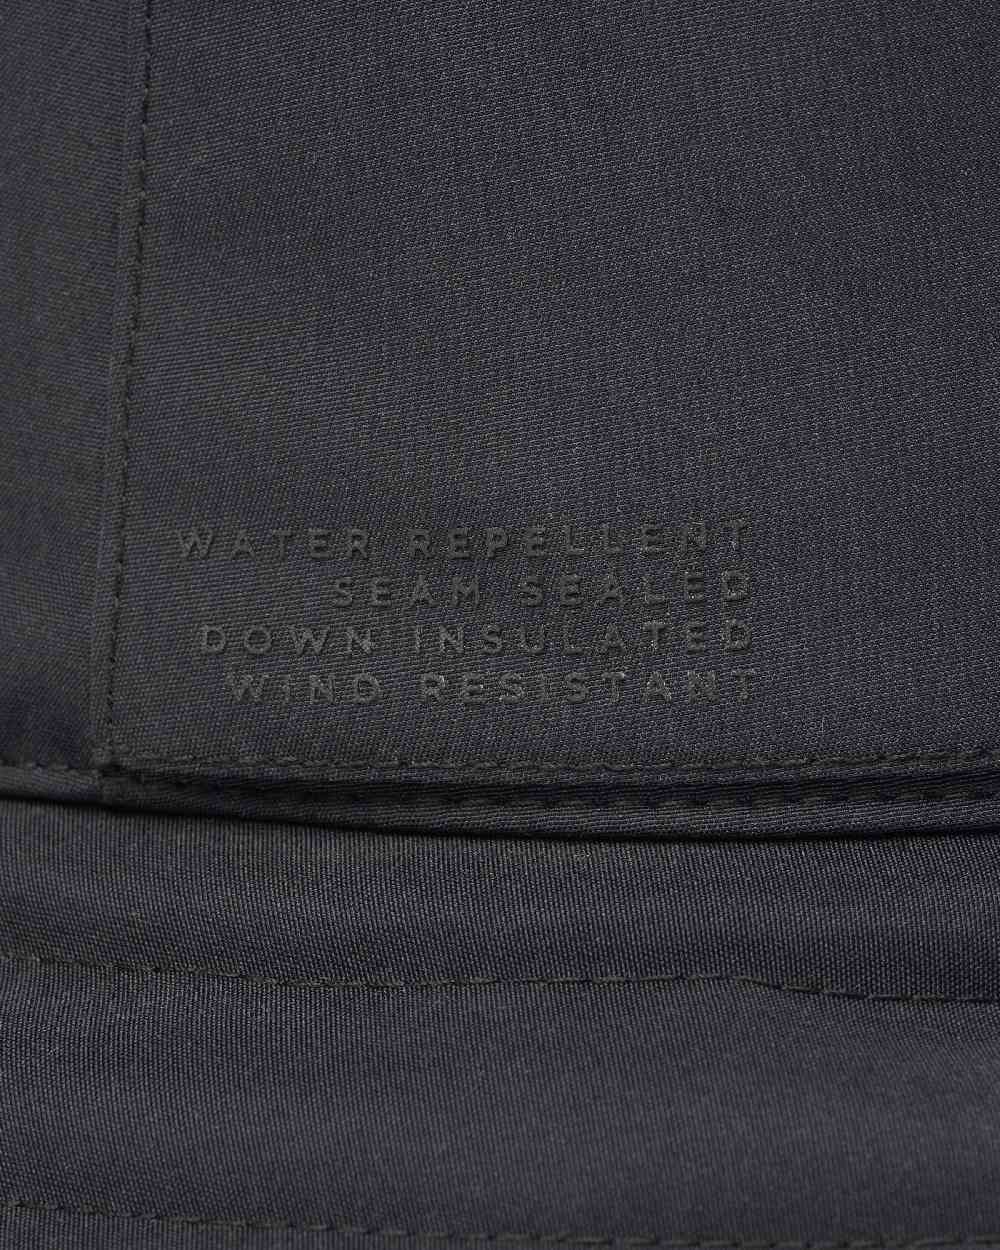 WATER REPELLENT
SEAM SEALED
DOWN INSULATED
WIND RESISTANT